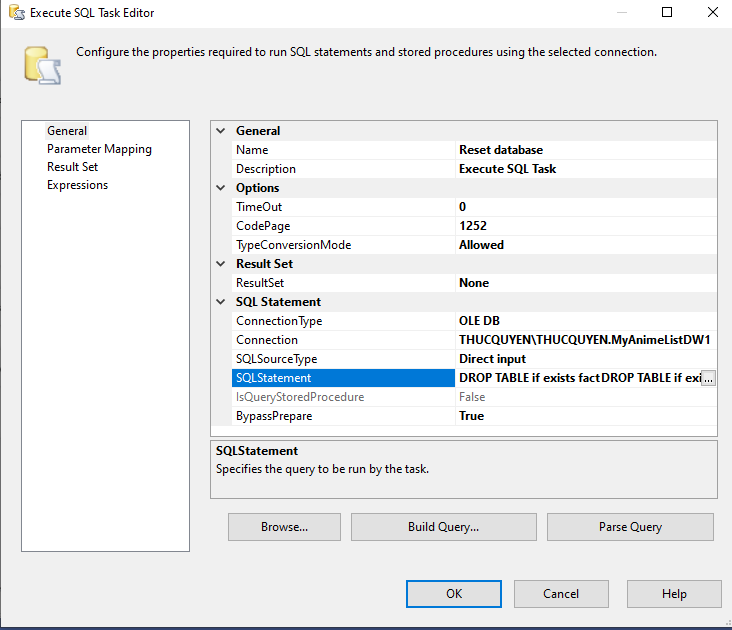 Execute SQL Task Editor
Configure the properties required to run SQL statements and stored procedures using the selected connection.
General
Parameter Mapping
Result Set
Expressions
General
Name Reset database
Description Execute SQL Task
Options
TimeOut 0
CodePage 1252
TypeConversionMode Allowed
Result Set
ResultSet None
SQL Statement
ConnectionType OLE DB
Connection THUCQUYEN\THUCQUYEN.MyAnimeListDW1
SQLSourceType Direct input
SQLStatement DROP TABLE if exists factDROP TABLE if exi ...
IsQueryStoredProcedure False
BypassPrepare True
SQLStatement
Specifies the query to be run by the task.
Browse... Build Query... Parse Query
OK Cancel Help